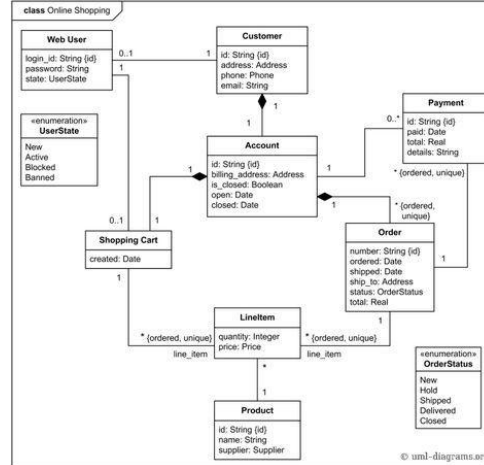 class Online Shopping
Web User
login_id: String {id}
password: String
state: UserState
0..1
1
1
Customer
id: String {id}
address: Address
phone: Phone
email: String
1
1
«enumeration»
UserState
New
Active
Blocked
Banned
Account
id: String {id}
billing_address: Address
is_closed: Boolean
open: Date
closed: Date
1
0..*
Payment
id: String {id}
paid: Date
total: Real
details: String
* {ordered, unique}
1
1
0..1
1
* {ordered,
unique}
Shopping Cart
created: Date
1
Order
number: String {id}
ordered: Date
shipped: Date
ship_to: Address
status: OrderStatus
total: Real
1
1
LineItem
quantity: Integer
price: Price
* {ordered, unique}
line_item
* {ordered, unique}
line_item
*
1
Product
id: String {id}
name: String
supplier: Supplier
«enumeration»
OrderStatus
New
Hold
Shipped
Delivered
Closed
© uml-diagrams.or